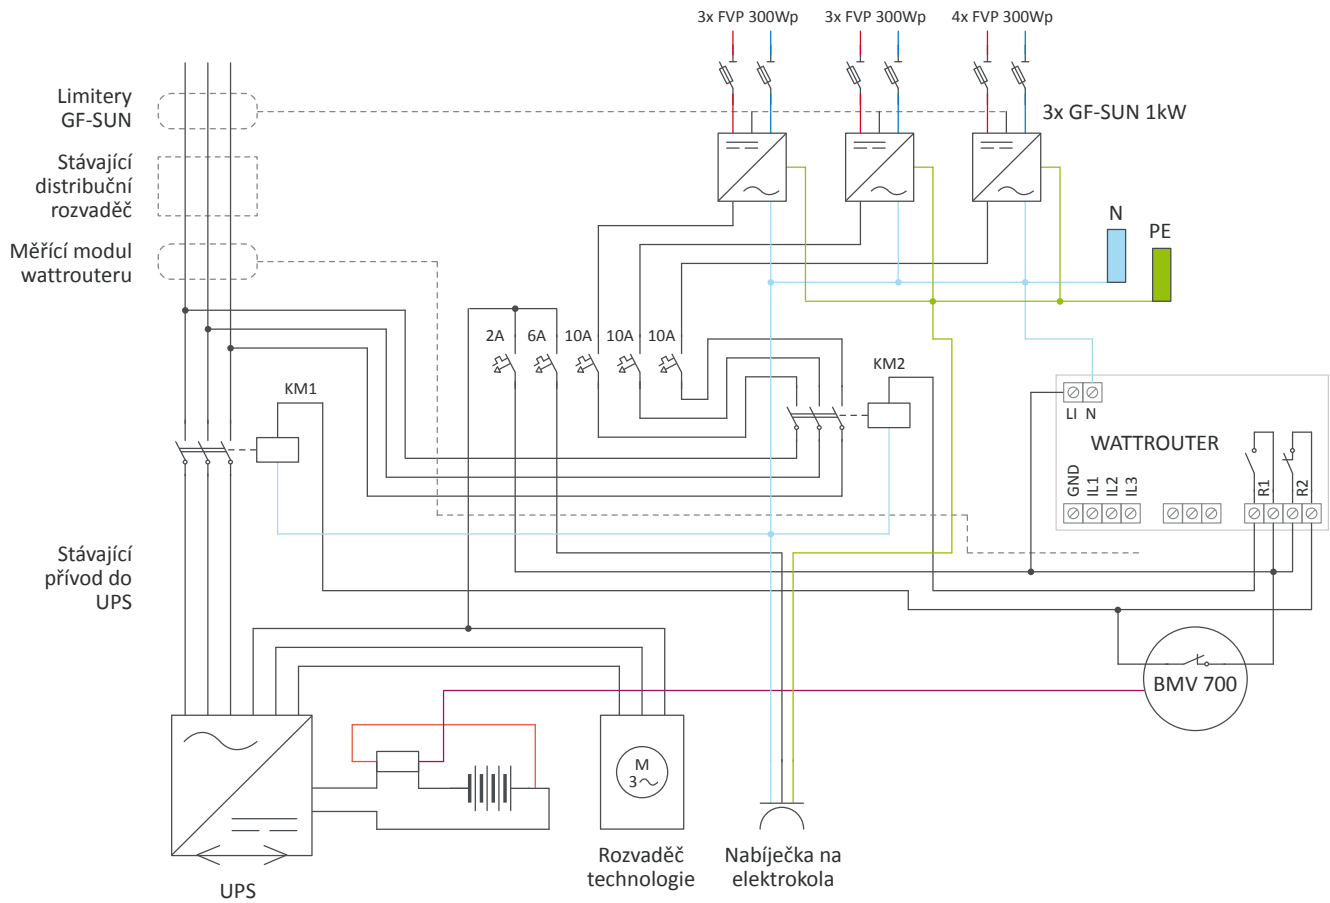 3x FVP 300Wp
3x FVP 300Wp
4x FVP 300Wp
Limitery
GF-SUN
3x GF-SUN 1kW
Stávající
distribuční
rozvaděč
N
PE
Měřící modul
wattrouteru
2A
6A
10A
10A
10A
KM1
KM2
LI
N
WATTROUTER
GND
IL1
IL2
IL3
R1
R2
Stávající
přívod do
UPS
BMV 700
M
3
Rozvaděč
technologie
Nabíječka na
elektrokola
UPS